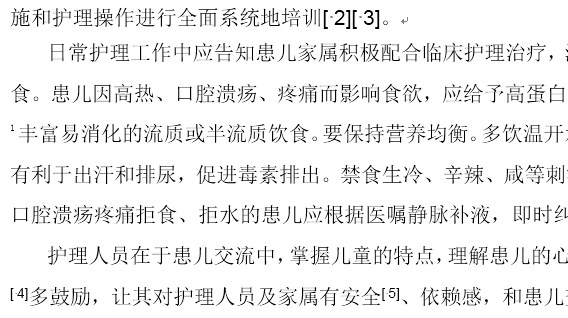 施和护理操作进行全面系统地培训[2][3]。
日常护理工作中应告知患儿家属积极配合临床护理治疗，
食。患儿因高热、口腔溃疡、疼痛而影响食欲，应给予高蛋白
1丰富易消化的流质或半流质饮食。要保持营养均衡。多饮温开
有利于出汗和排尿，促进毒素排出。禁食生冷、辛辣、咸等刺
口腔溃疡疼痛拒食、拒水的患儿应根据医嘱静脉补液，即时纠
护理人员在于患儿交流中，掌握儿童的特点，理解患儿的心
[4]多鼓励，让其对护理人员及家属有安全[5]、依赖感，和患儿